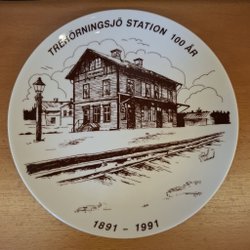 TREHÖRNINGSJÖ STATION 100 ÅR
1891 - 1991